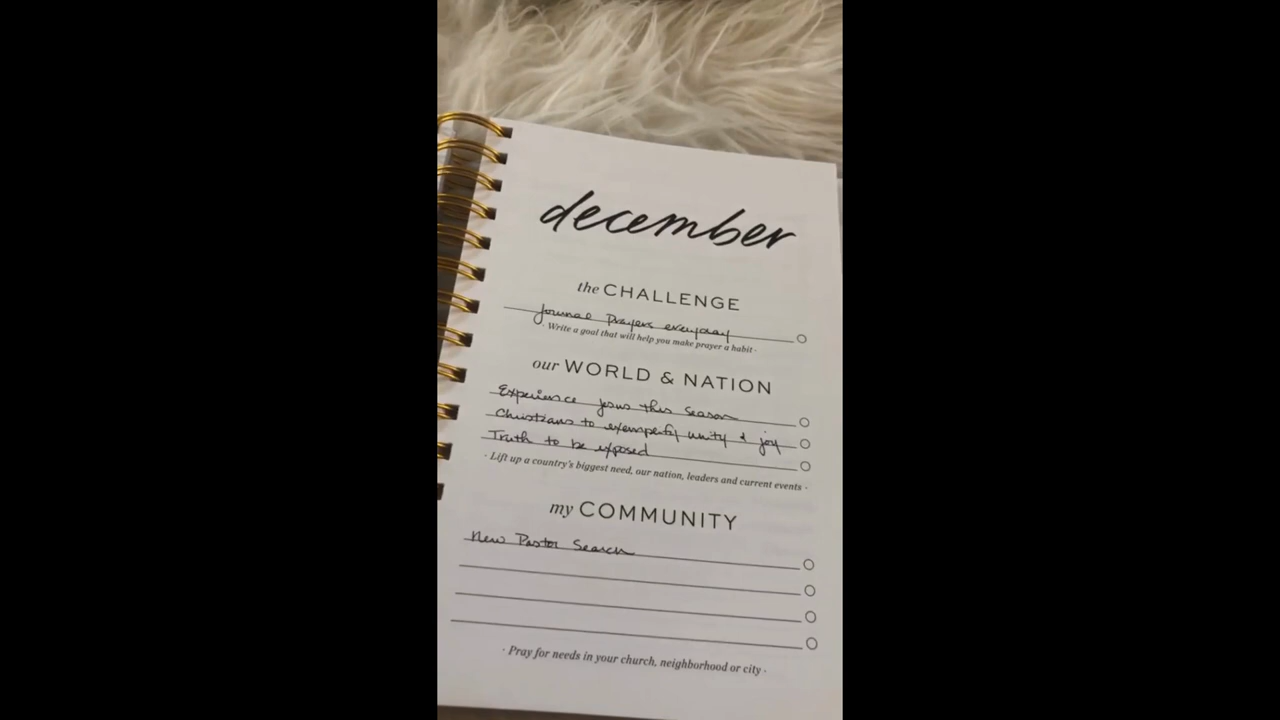 december
the CHALLENGE
Journal Prayers everyday
· Write a goal that will help you make prayer a habit ·
our WORLD & NATION
Experience Jesus this season
Christians to exemperfy unity & joy
Truth to be exposed
· Lift up a country's biggest need, our nation, leaders and current events ·
my COMMUNITY
New Pastor Search
· Pray for needs in your church, neighborhood or city ·